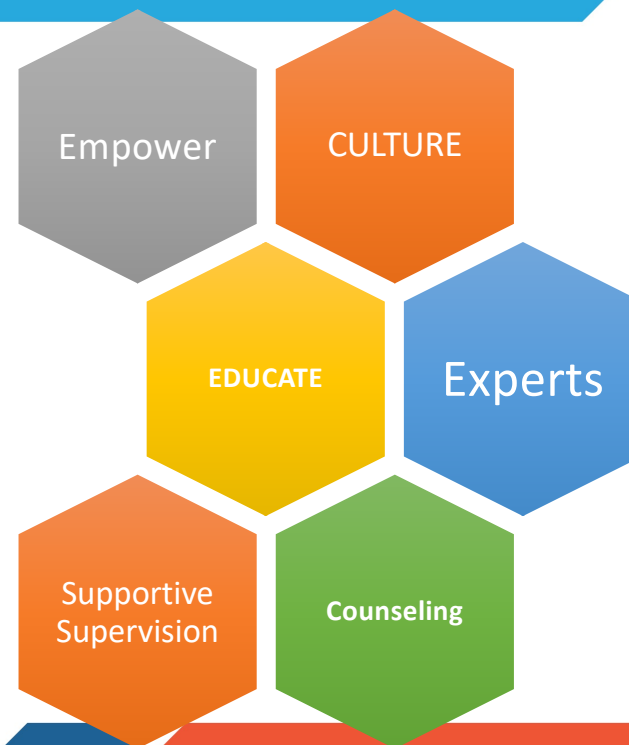 Empower
CULTURE
EDUCATE
Experts
Supportive
Supervision
Counseling